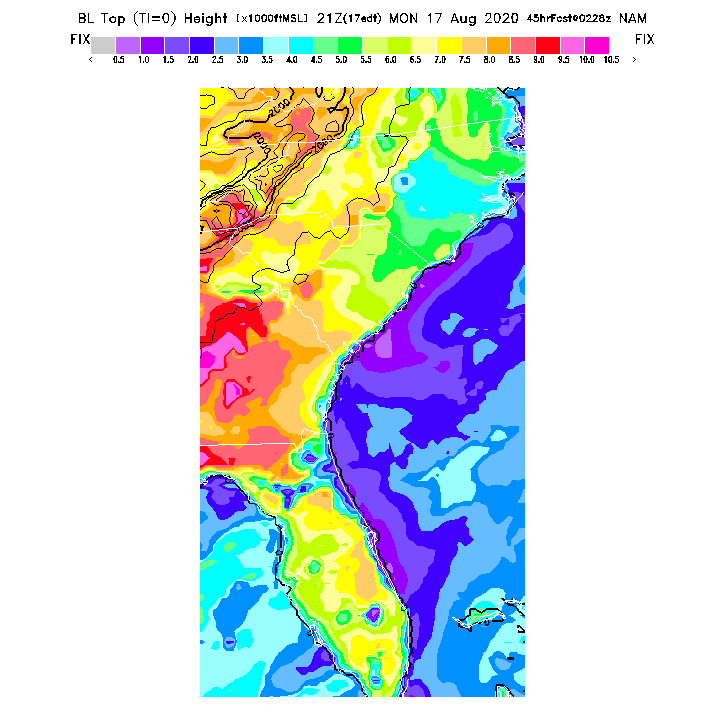 BL Top (TI=0) Height [x1000ftMSL] 21Z(17edt) MON 17 Aug 2020 45hrFcst@0228z NAM
FIX FIX
< 0.5 1.0 1.5 2.0 2.5 3.0 3.5 4.0 4.5 5.0 5.5 6.0 6.5 7.0 7.5 8.0 8.5 9.0 9.5 10.0 10.5 >
2000
2000
2000